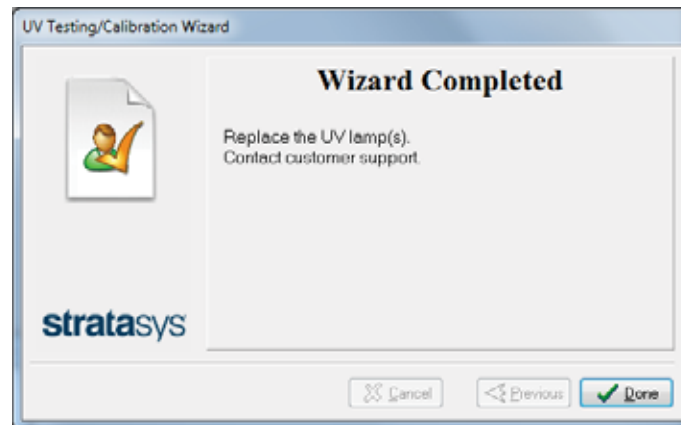 UV Testing/Calibration Wizard
Wizard Completed
Replace the UV lamp(s).
Contact customer support.
stratasys
Cancel
Previous
Done